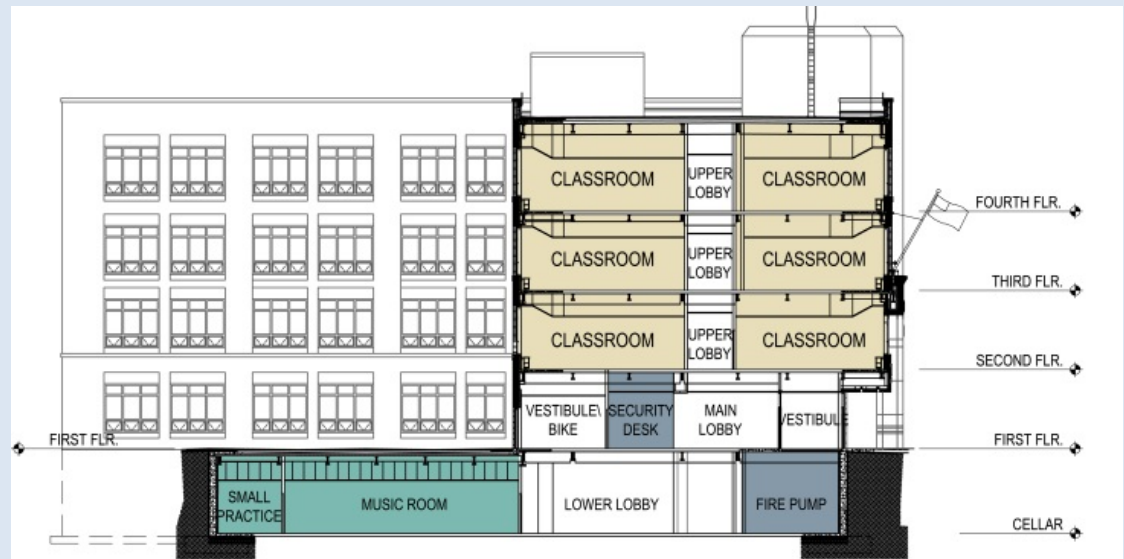 CLASSROOM
UPPER
LOBBY
CLASSROOM
FOURTH FLR.
CLASSROOM
UPPER
LOBBY
CLASSROOM
THIRD FLR.
CLASSROOM
UPPER
LOBBY
CLASSROOM
SECOND FLR.
VESTIBULE\
BIKE
SECURITY
DESK
MAIN
LOBBY
VESTIBULE
FIRST FLR.
FIRST FLR.
SMALL
PRACTICE
MUSIC ROOM
LOWER LOBBY
FIRE PUMP
CELLAR